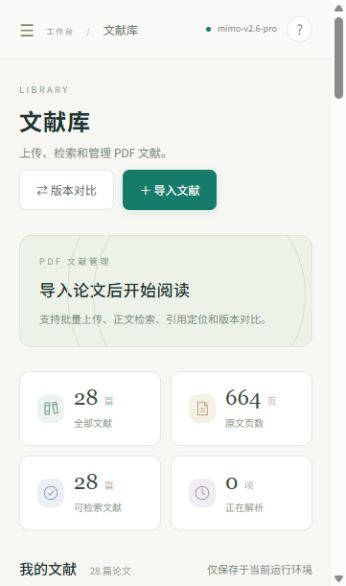 ☰ 工作台 / 文献库 mimo-v2.6-pro ?
LIBRARY
文献库
上传、检索和管理 PDF 文献。
⇄ 版本对比 + 导入文献
PDF 文献管理
导入论文后开始阅读
支持批量上传、正文检索、引用定位和版本对比。
28 篇
全部文献
664 页
原文页数
28 篇
可检索文献
0 项
正在解析
我的文献 28 篇论文 仅保存于当前运行环境